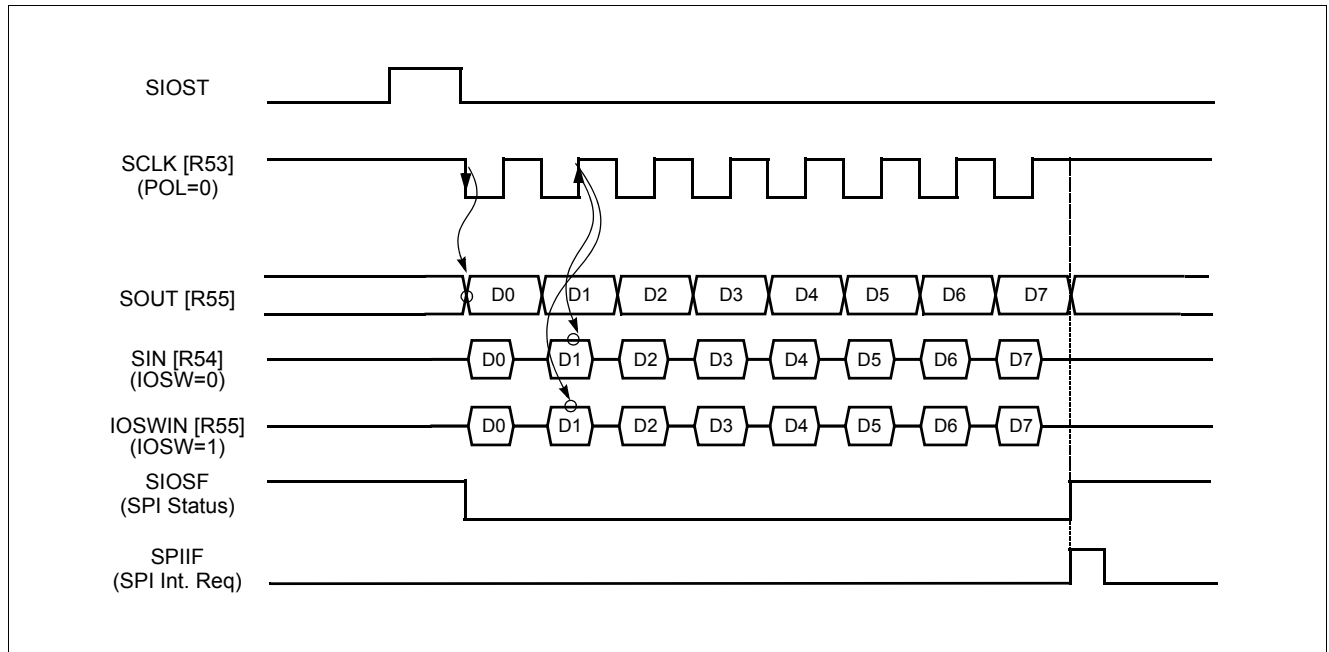 SIOST
SCLK [R53]
(POL=0)
SOUT [R55]
D0 D1 D2 D3 D4 D5 D6 D7
SIN [R54]
(IOSW=0)
D0 D1 D2 D3 D4 D5 D6 D7
IOSWIN [R55]
(IOSW=1)
D0 D1 D2 D3 D4 D5 D6 D7
SIOSF
(SPI Status)
SPIIF
(SPI Int. Req)